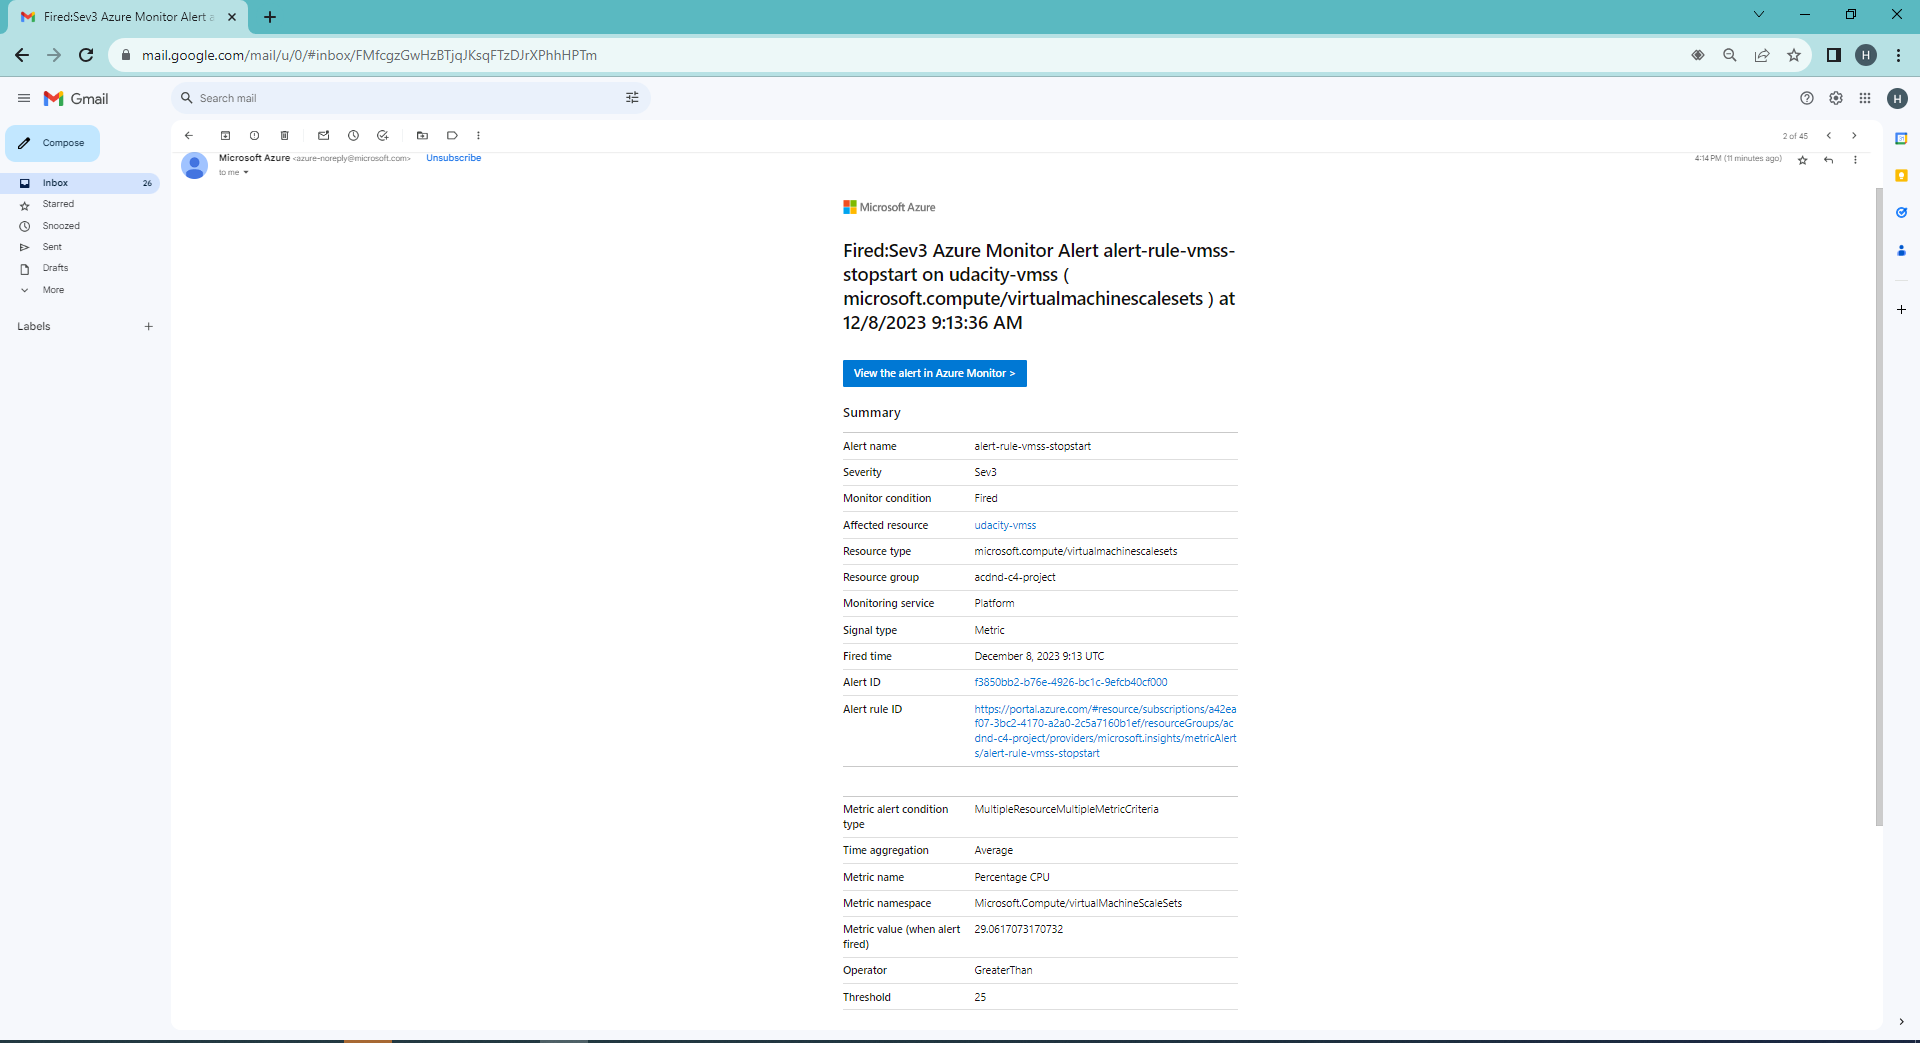 Fired:Sev3 Azure Monitor Alert a
mail.google.com/mail/u/0/#inbox/FMfcgzGwHzBTjqJKsqFTzDJrXPhhHPTm
H
Gmail
Search mail
H
Compose
2 of 45
Microsoft Azure <azure-noreply@microsoft.com> Unsubscribe
4:14 PM (11 minutes ago)
to me
Inbox 26
Starred
Snoozed
Sent
Drafts
More
Labels
Microsoft Azure
Fired:Sev3 Azure Monitor Alert alert-rule-vmss-
stopstart on udacity-vmss (
microsoft.compute/virtualmachinescalesets ) at
12/8/2023 9:13:36 AM
View the alert in Azure Monitor >
Summary
Alert name alert-rule-vmss-stopstart
Severity Sev3
Monitor condition Fired
Affected resource udacity-vmss
Resource type microsoft.compute/virtualmachinescalesets
Resource group acdnd-c4-project
Monitoring service Platform
Signal type Metric
Fired time December 8, 2023 9:13 UTC
Alert ID f3850bb2-b76e-4926-bc1c-9efcb40cf000
Alert rule ID https://portal.azure.com/#resource/subscriptions/a42ea
f07-3bc2-4170-a2a0-2c5a7160b1ef/resourceGroups/ac
dnd-c4-project/providers/microsoft.insights/metricAlert
s/alert-rule-vmss-stopstart
Metric alert condition MultipleResourceMultipleMetricCriteria
type
Time aggregation Average
Metric name Percentage CPU
Metric namespace Microsoft.Compute/virtualMachineScaleSets
Metric value (when alert 29.0617073170732
fired)
Operator GreaterThan
Threshold 25